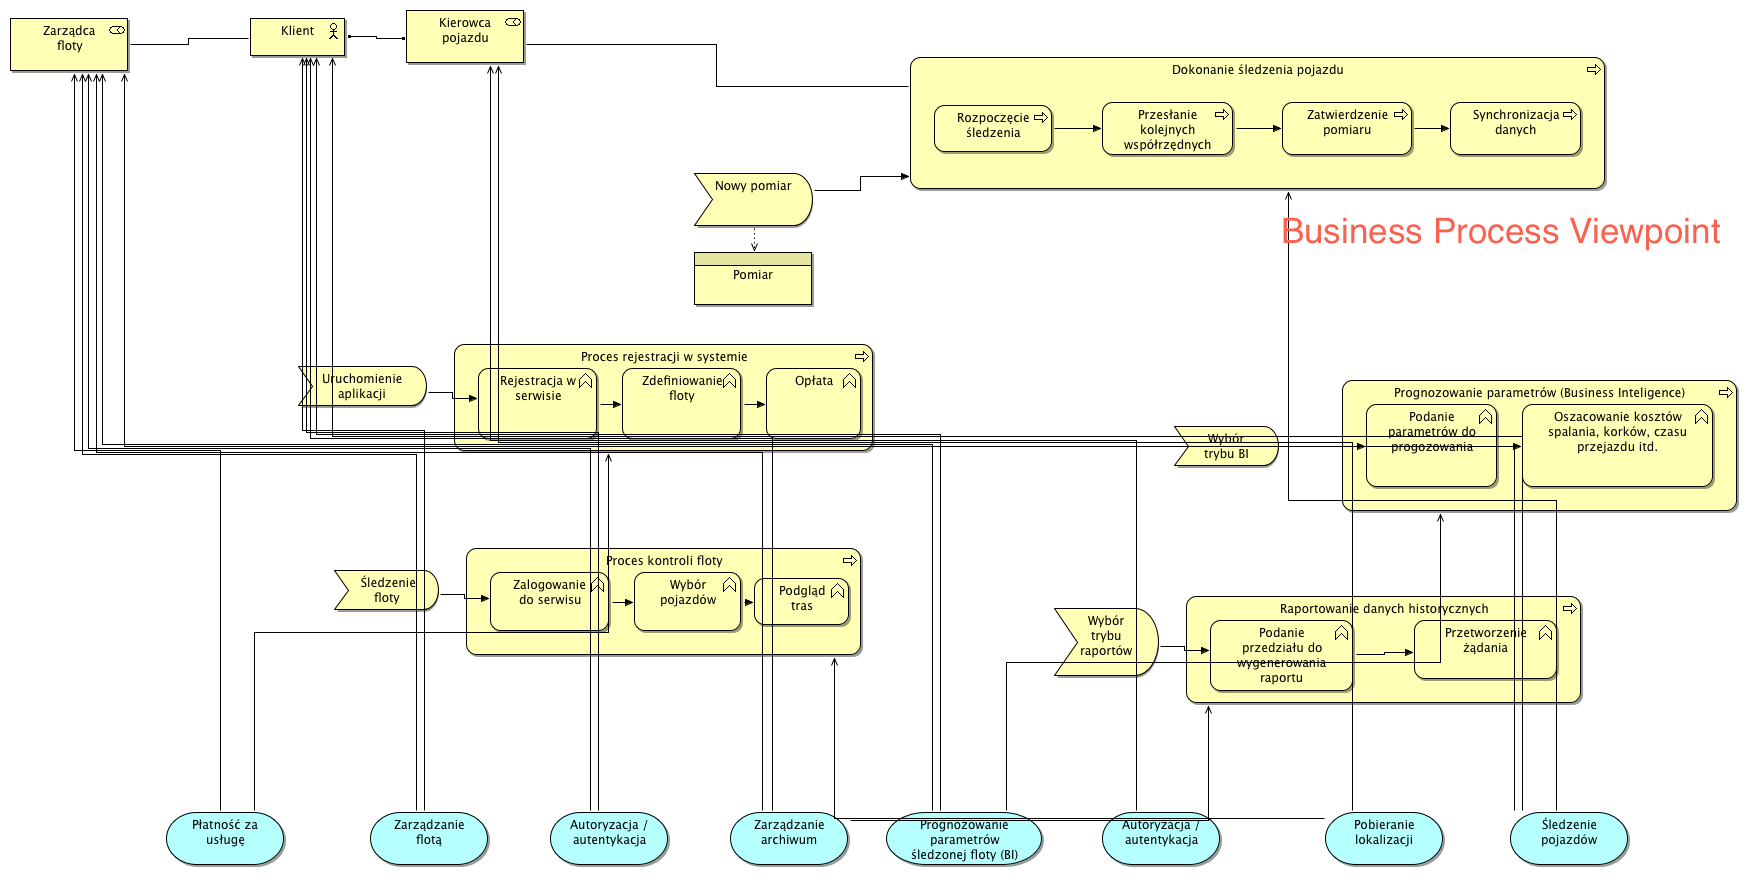 Zarządca
floty
Klient
Kierowca
pojazdu
Dokonanie śledzenia pojazdu
Rozpoczęcie
śledzenia
Przesłanie
kolejnych
współrzędnych
Zatwierdzenie
pomiaru
Synchronizacja
danych
Nowy pomiar
Business Process Viewpoint
Pomiar
Proces rejestracji w systemie
Uruchomienie
aplikacji
Rejestracja w
serwisie
Zdefiniowanie
floty
Opłata
Prognozowanie parametrów (Business Inteligence)
Wybór
trybu BI
Podanie
parametrów do
progozowania
Oszacowanie kosztów
spalania, korków, czasu
przejazdu itd.
Proces kontroli floty
Śledzenie
floty
Zalogowanie
do serwisu
Wybór
pojazdów
Podgląd
tras
Raportowanie danych historycznych
Wybór
trybu
raportów
Podanie
przedziału do
wygenerowania
raportu
Przetworzenie
żądania
Płatność za
usługę
Zarządzanie
flotą
Autoryzacja /
autentykacja
Zarządzanie
archiwum
Prognozowanie
parametrów
śledzonej floty (BI)
Autoryzacja /
autentykacja
Pobieranie
lokalizacji
Śledzenie
pojazdów